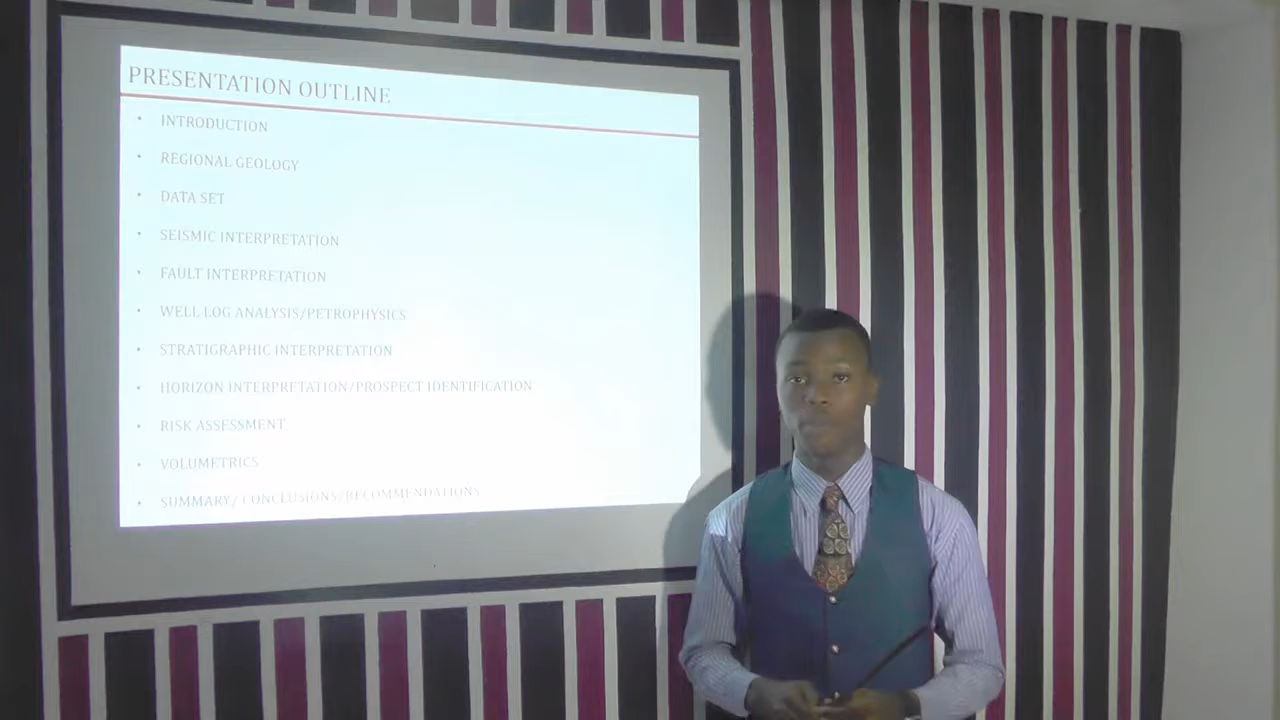 PRESENTATION OUTLINE
• INTRODUCTION
• REGIONAL GEOLOGY
• DATA SET
• SEISMIC INTERPRETATION
• FAULT INTERPRETATION
• WELL LOG ANALYSIS/PETROPHYSICS
• STRATIGRAPHIC INTERPRETATION
• HORIZON INTERPRETATION/PROSPECT IDENTIFICATION
• RISK ASSESSMENT
• VOLUMETRICS
• SUMMARY/ CONCLUSIONS/RECOMMENDATIONS